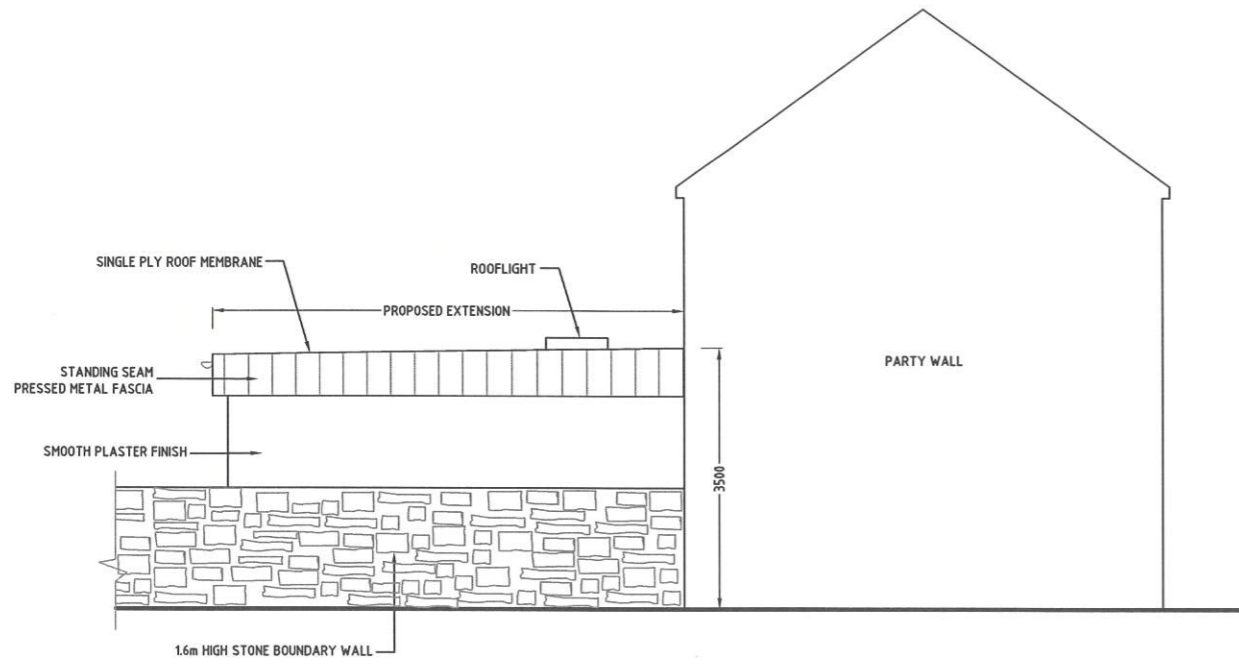 SINGLE PLY ROOF MEMBRANE
ROOFLIGHT
PROPOSED EXTENSION
STANDING SEAM
PRESSED METAL FASCIA
PARTY WALL
SMOOTH PLASTER FINISH
3500
1.6m HIGH STONE BOUNDARY WALL